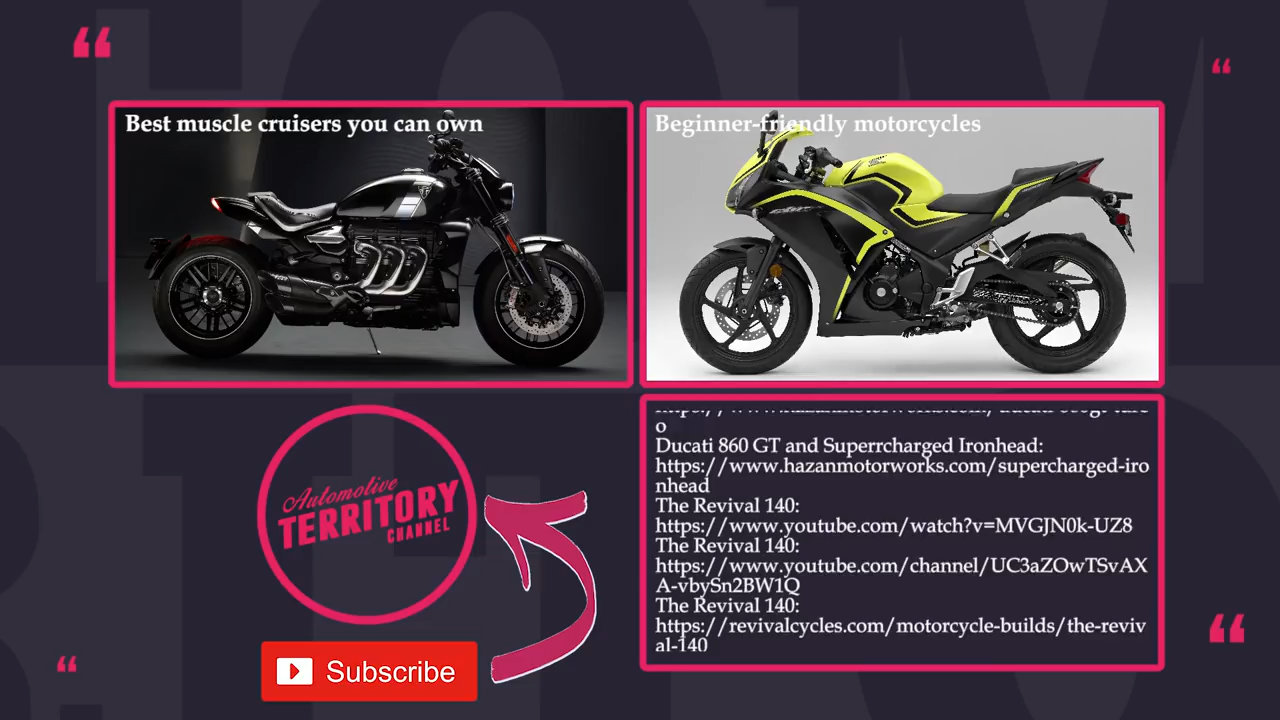 Best muscle cruisers you can own
Beginner-friendly motorcycles
o
Ducati 860 GT and Superrcharged Ironhead:
https://www.hazanmotorworks.com/supercharged-iro
nhead
The Revival 140:
https://www.youtube.com/watch?v=MVGJN0k-UZ8
The Revival 140:
https://www.youtube.com/channel/UC3aZOwTSvAX
A-vbySn2BW1Q
The Revival 140:
https://revivalcycles.com/motorcycle-builds/the-reviv
al-140
Automotive
TERRITORY
CHANNEL
Subscribe